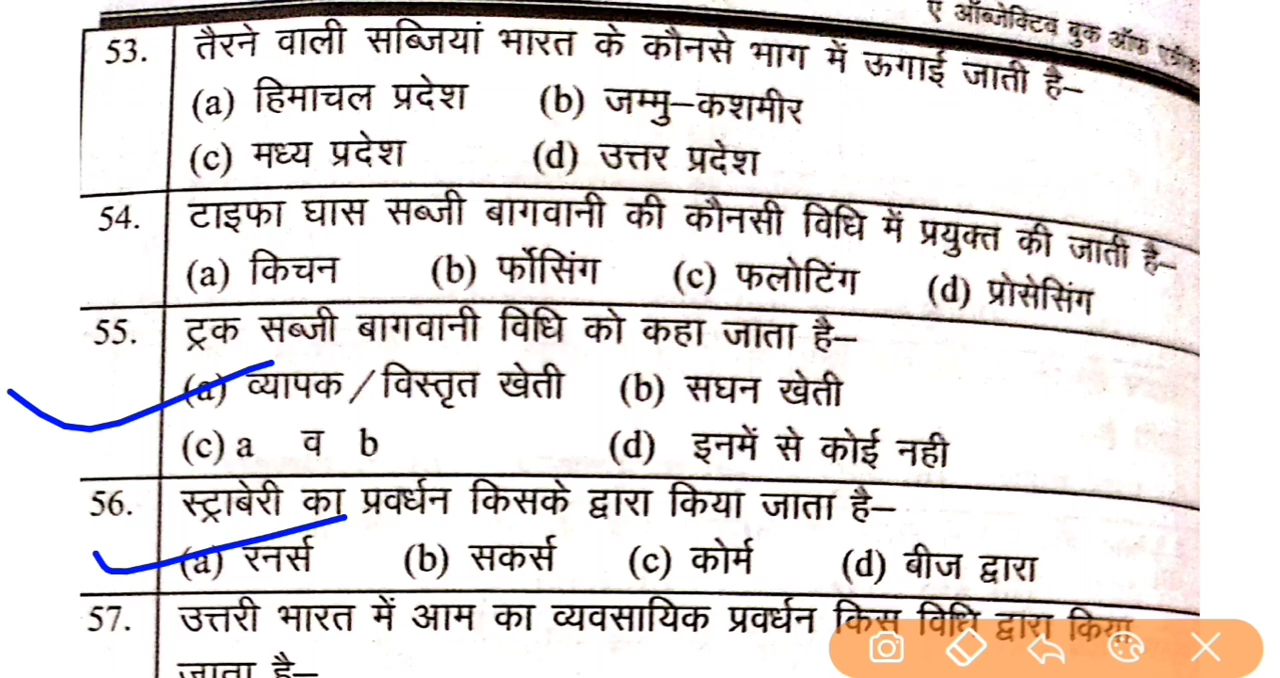 ए ऑब्जेक्टिव बुक ऑफ
53. तैरने वाली सब्जियां भारत के कौनसे भाग में ऊगाई जाती है–
(a) हिमाचल प्रदेश (b) जम्मु–कशमीर
(c) मध्य प्रदेश (d) उत्तर प्रदेश
54. टाइफा घास सब्जी बागवानी की कौनसी विधि में प्रयुक्त की जाती है–
(a) किचन (b) फोंसिंग (c) फलोटिंग (d) प्रोसेसिंग
55. ट्रक सब्जी बागवानी विधि को कहा जाता है–
(a) व्यापक / विस्तृत खेती (b) सघन खेती
(c) a व b (d) इनमें से कोई नही
56. स्ट्राबेरी का प्रवर्धन किसके द्वारा किया जाता है–
(a) रनर्स (b) सकर्स (c) कोर्म (d) बीज द्वारा
57. उत्तरी भारत में आम का व्यवसायिक प्रवर्धन किस विधि द्वारा किया
जाता है–